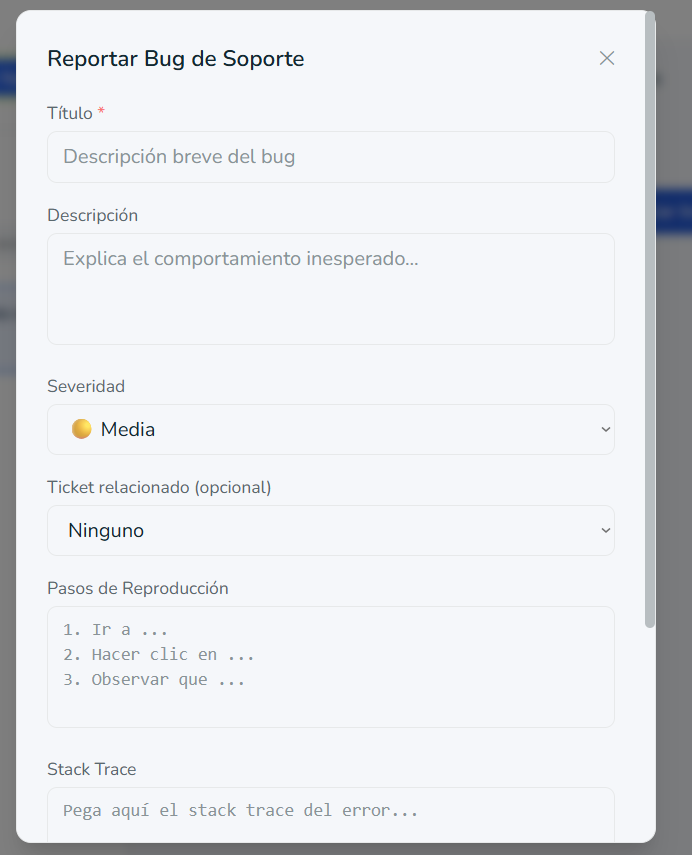 Reportar Bug de Soporte
Título *
Descripción breve del bug
Descripción
Explica el comportamiento inesperado...
Severidad
Media
Ticket relacionado (opcional)
Ninguno
Pasos de Reproducción
1. Ir a ...
2. Hacer clic en ...
3. Observar que ...
Stack Trace
Pega aquí el stack trace del error...